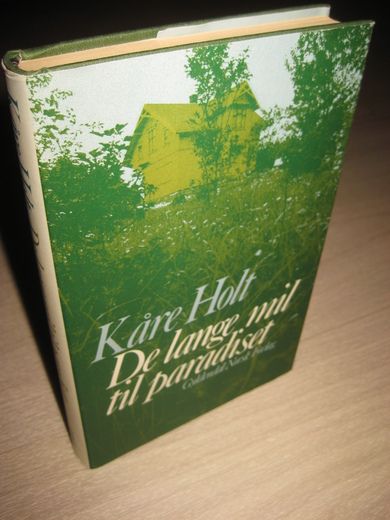 Kåre Holt
De lange mil
til paradiset
Gyldendal Norsk Forlag